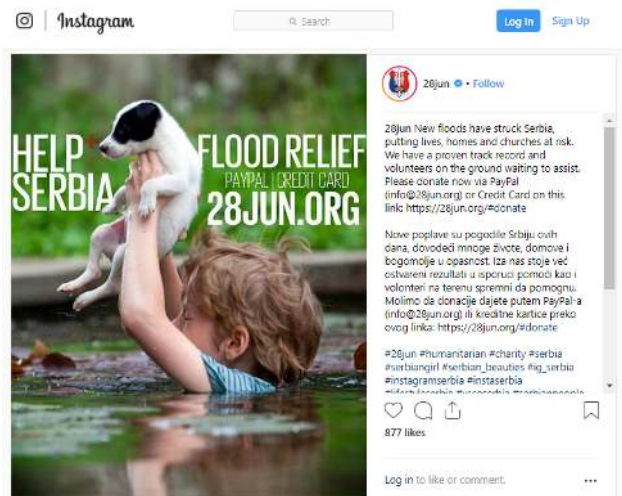 Instagram
Search
Log In
Sign Up
HELP
SERBIA
FLOOD RELIEF
PAYPAL | CREDIT CARD
28JUN.ORG
28jun • Follow
28jun New floods have struck Serbia,
putting lives, homes and churches at risk.
We have a proven track record and
volunteers on the ground waiting to assist.
Please donate now via PayPal
(info@28jun.org) or Credit Card on this
link: https://28jun.org/#donate
Nove poplave su pogodile Srbiju ovih
dana, dovodeći mnoge živote, domove i
bogomolje u opasnost. Iza nas stoje već
ostvareni rezultati u isporuci pomoći kao i
volonteri na terenu spremni da pomognu.
Molimo da donacije dajete putem PayPal-a
(info@28jun.org) ili kreditne kartice preko
ovog linka: https://28jun.org/#donate
#28jun #humanitarian #charity #serbia
#serbiangirl #serbian_beauties #ig_serbia
#instagramserbia #instaserbia
877 likes
Log in to like or comment.